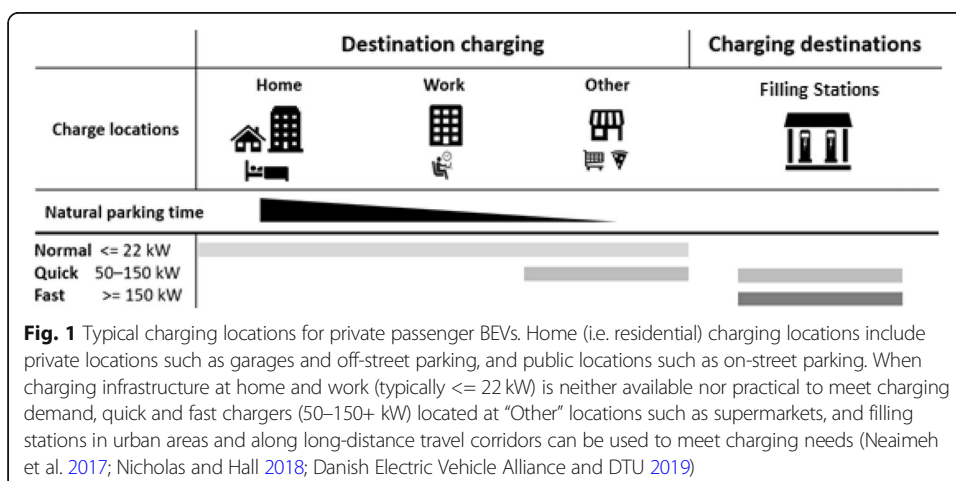 Destination charging Charging destinations
Home Work Other Filling Stations
Charge locations
Natural parking time
Normal <= 22 kW
Quick 50–150 kW
Fast >= 150 kW
Fig. 1 Typical charging locations for private passenger BEVs. Home (i.e. residential) charging locations include
private locations such as garages and off-street parking, and public locations such as on-street parking. When
charging infrastructure at home and work (typically <= 22 kW) is neither available nor practical to meet charging
demand, quick and fast chargers (50–150+ kW) located at “Other” locations such as supermarkets, and filling
stations in urban areas and along long-distance travel corridors can be used to meet charging needs (Neaimeh
et al. 2017; Nicholas and Hall 2018; Danish Electric Vehicle Alliance and DTU 2019)